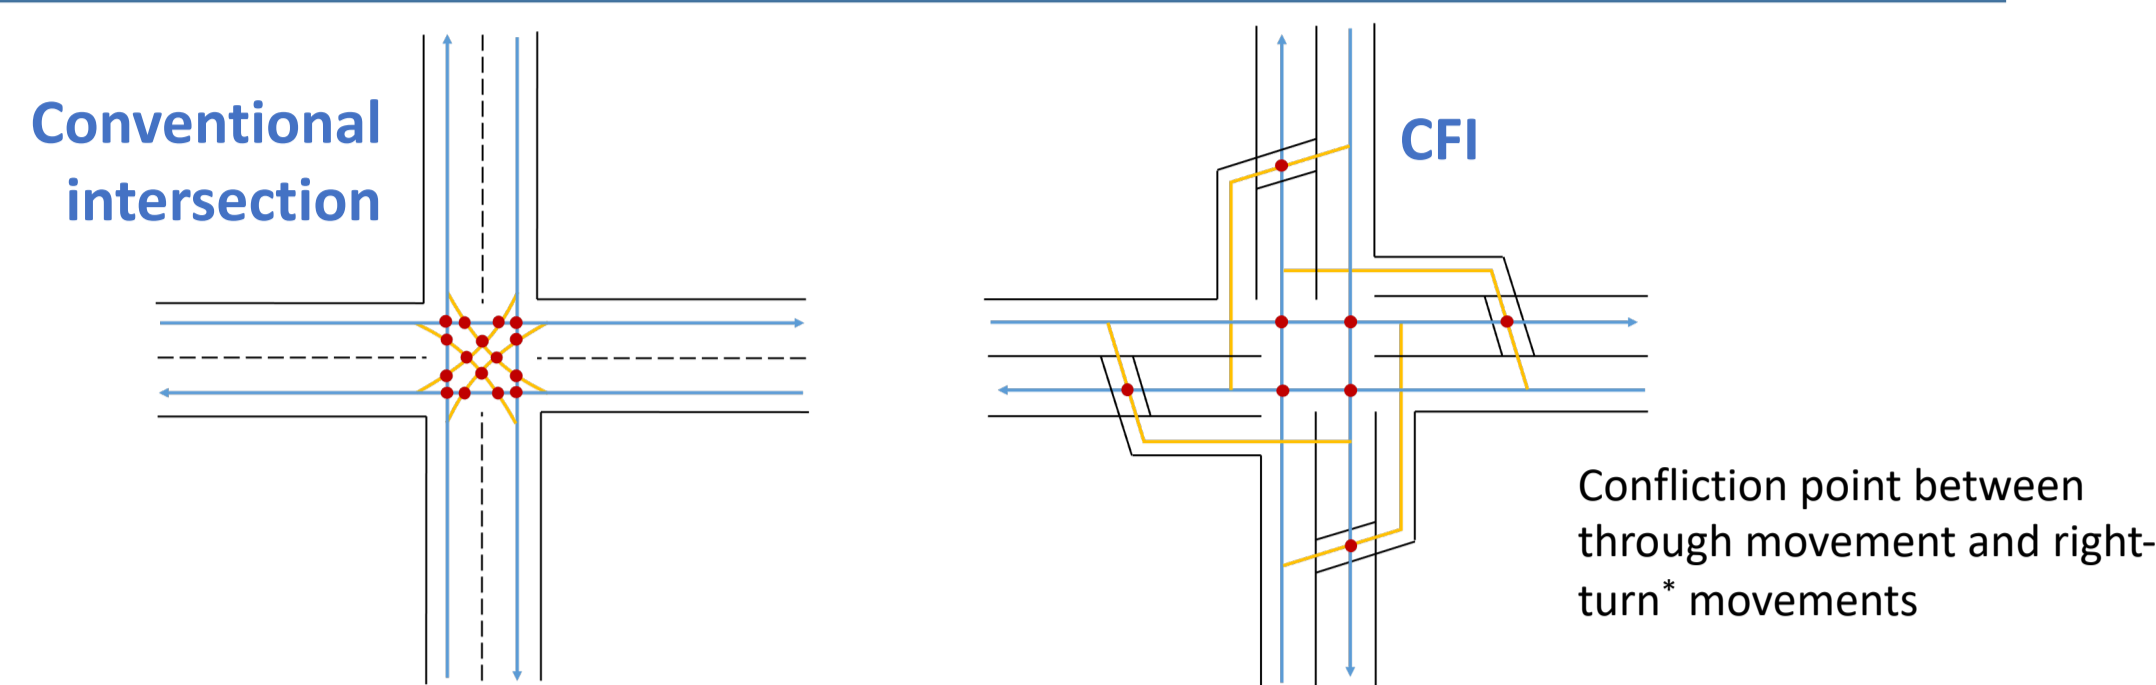 Conventional
intersection
CFI
Confliction point between
through movement and right-
turn* movements